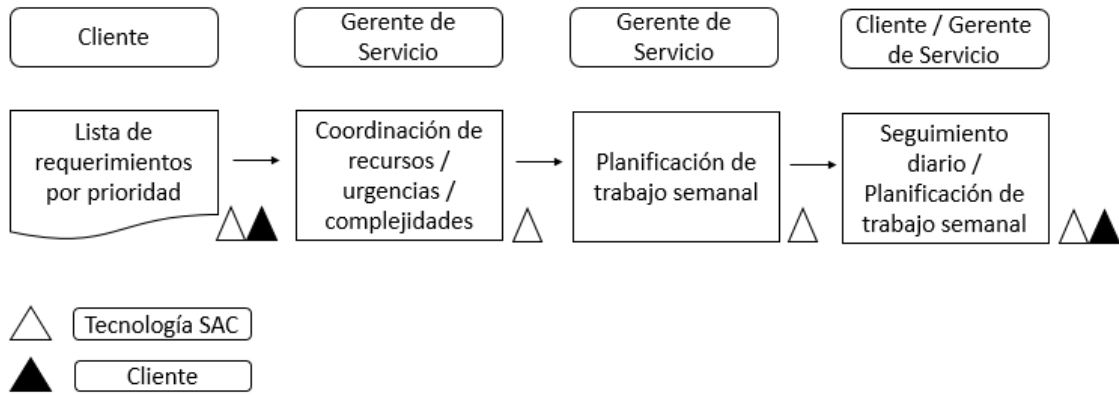 Cliente
Gerente de
Servicio
Gerente de
Servicio
Cliente / Gerente
de Servicio
Lista de
requerimientos
por prioridad
Coordinación de
recursos /
urgencias /
complejidades
Planificación de
trabajo semanal
Seguimiento
diario /
Planificación de
trabajo semanal
Tecnología SAC
Cliente